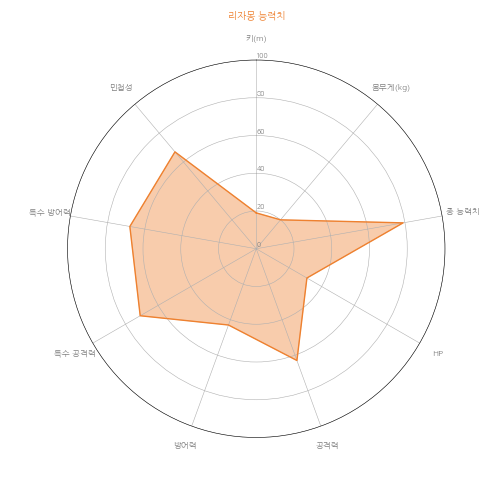 리자몽 능력치
키(m)
100
민첩성
몸무게(kg)
80
60
40
20
0
특수 방어력
총 능력치
특수 공격력
HP
방어력
공격력